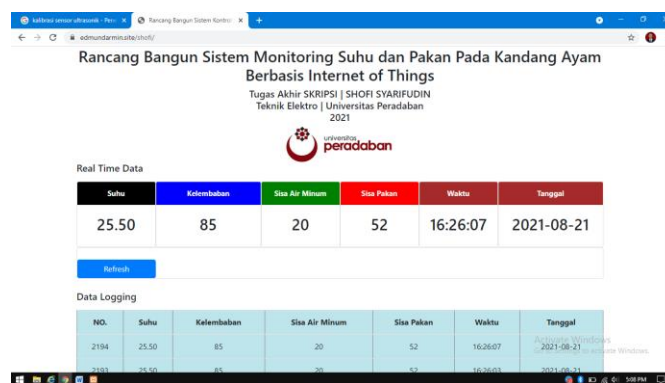 kalibrasi sensor ultrasonik - Pen
Rancang Bangun Sistem Kontrol
edmundarmin.site/shofi/
Rancang Bangun Sistem Monitoring Suhu dan Pakan Pada Kandang Ayam
Berbasis Internet of Things
Tugas Akhir SKRIPSI | SHOFI SYARIFUDIN
Teknik Elektro | Universitas Peradaban
2021
universitas
peradaban
Real Time Data
Suhu Kelembaban Sisa Air Minum Sisa Pakan Waktu Tanggal
25.50 85 20 52 16:26:07 2021-08-21
Refresh
Data Logging
NO. Suhu Kelembaban Sisa Air Minum Sisa Pakan Waktu Tanggal
Activate Windows
2194 25.50 85 20 52 16:26:07 2021-08-21
2193 25.50 85 20 52 16:26:03 2021-08-21
5:08 PM